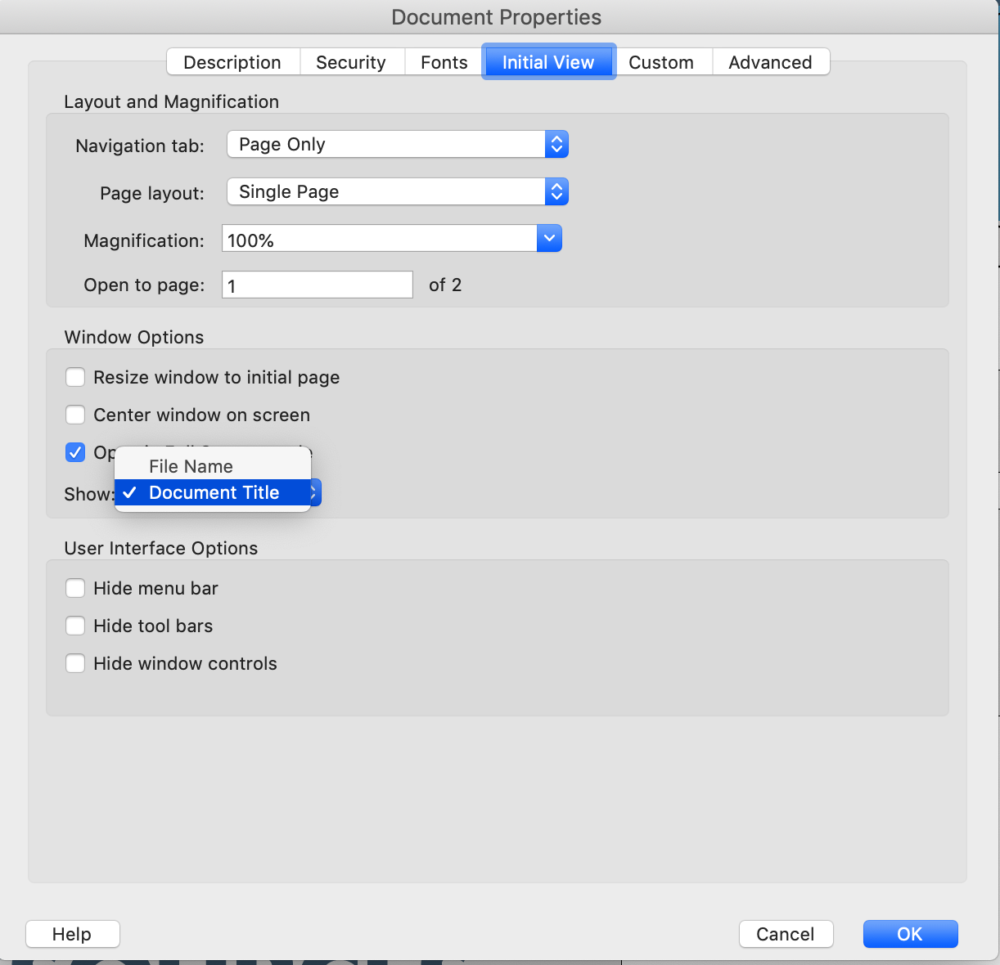 Document Properties
Description Security Fonts Initial View Custom Advanced
Layout and Magnification
Navigation tab: Page Only
Page layout: Single Page
Magnification: 100%
Open to page: 1 of 2
Window Options
Resize window to initial page
Center window on screen
File Name
Show: Document Title
User Interface Options
Hide menu bar
Hide tool bars
Hide window controls
Help Cancel OK